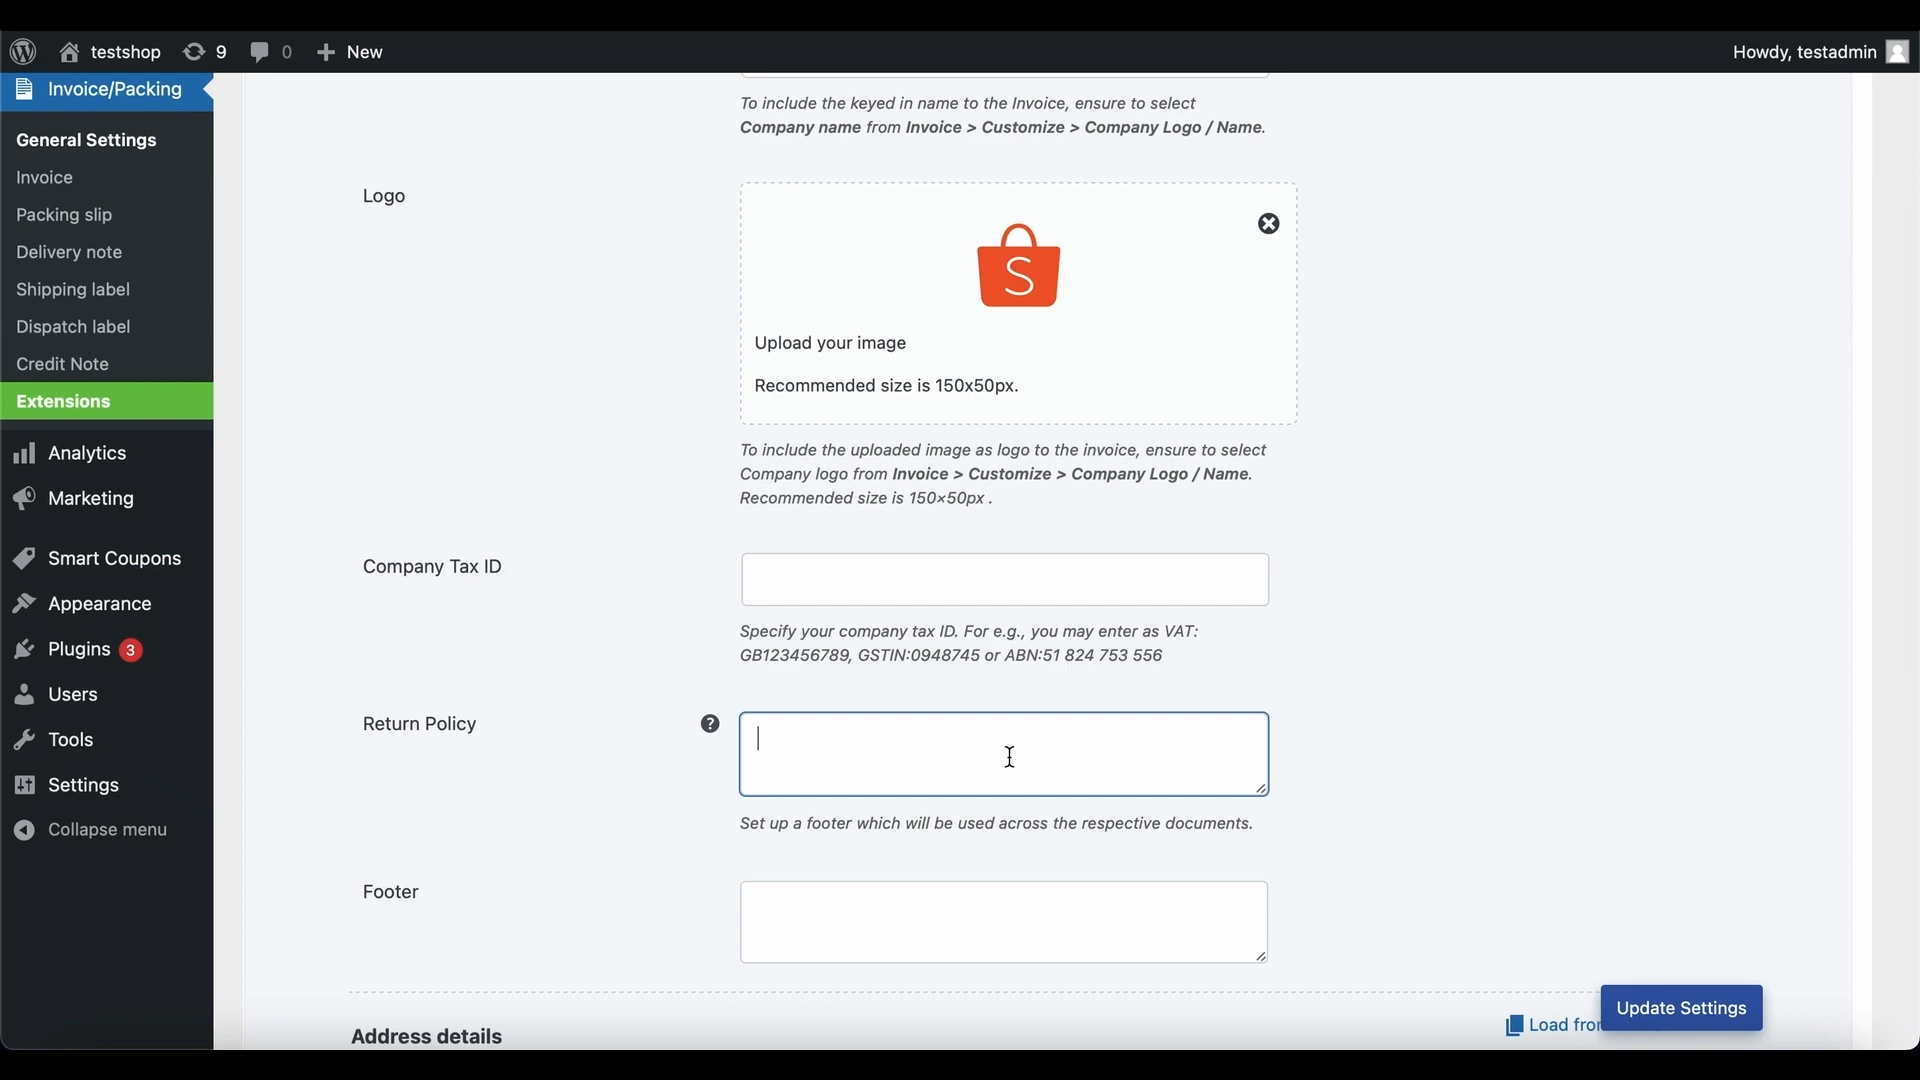 testshop
9
0
New
Howdy, testadmin
Invoice/Packing
General Settings
Invoice
Packing slip
Delivery note
Shipping label
Dispatch label
Credit Note
Extensions
Analytics
Marketing
Smart Coupons
Appearance
Plugins 3
Users
Tools
Settings
Collapse menu
To include the keyed in name to the Invoice, ensure to select
Company name from Invoice > Customize > Company Logo / Name.
Logo
S
Upload your image
Recommended size is 150x50px.
To include the uploaded image as logo to the invoice, ensure to select
Company logo from Invoice > Customize > Company Logo / Name.
Recommended size is 150×50px .
Company Tax ID
Specify your company tax ID. For e.g., you may enter as VAT:
GB123456789, GSTIN:0948745 or ABN:51 824 753 556
Return Policy ?
Set up a footer which will be used across the respective documents.
Footer
Address details
Load from
Update Settings